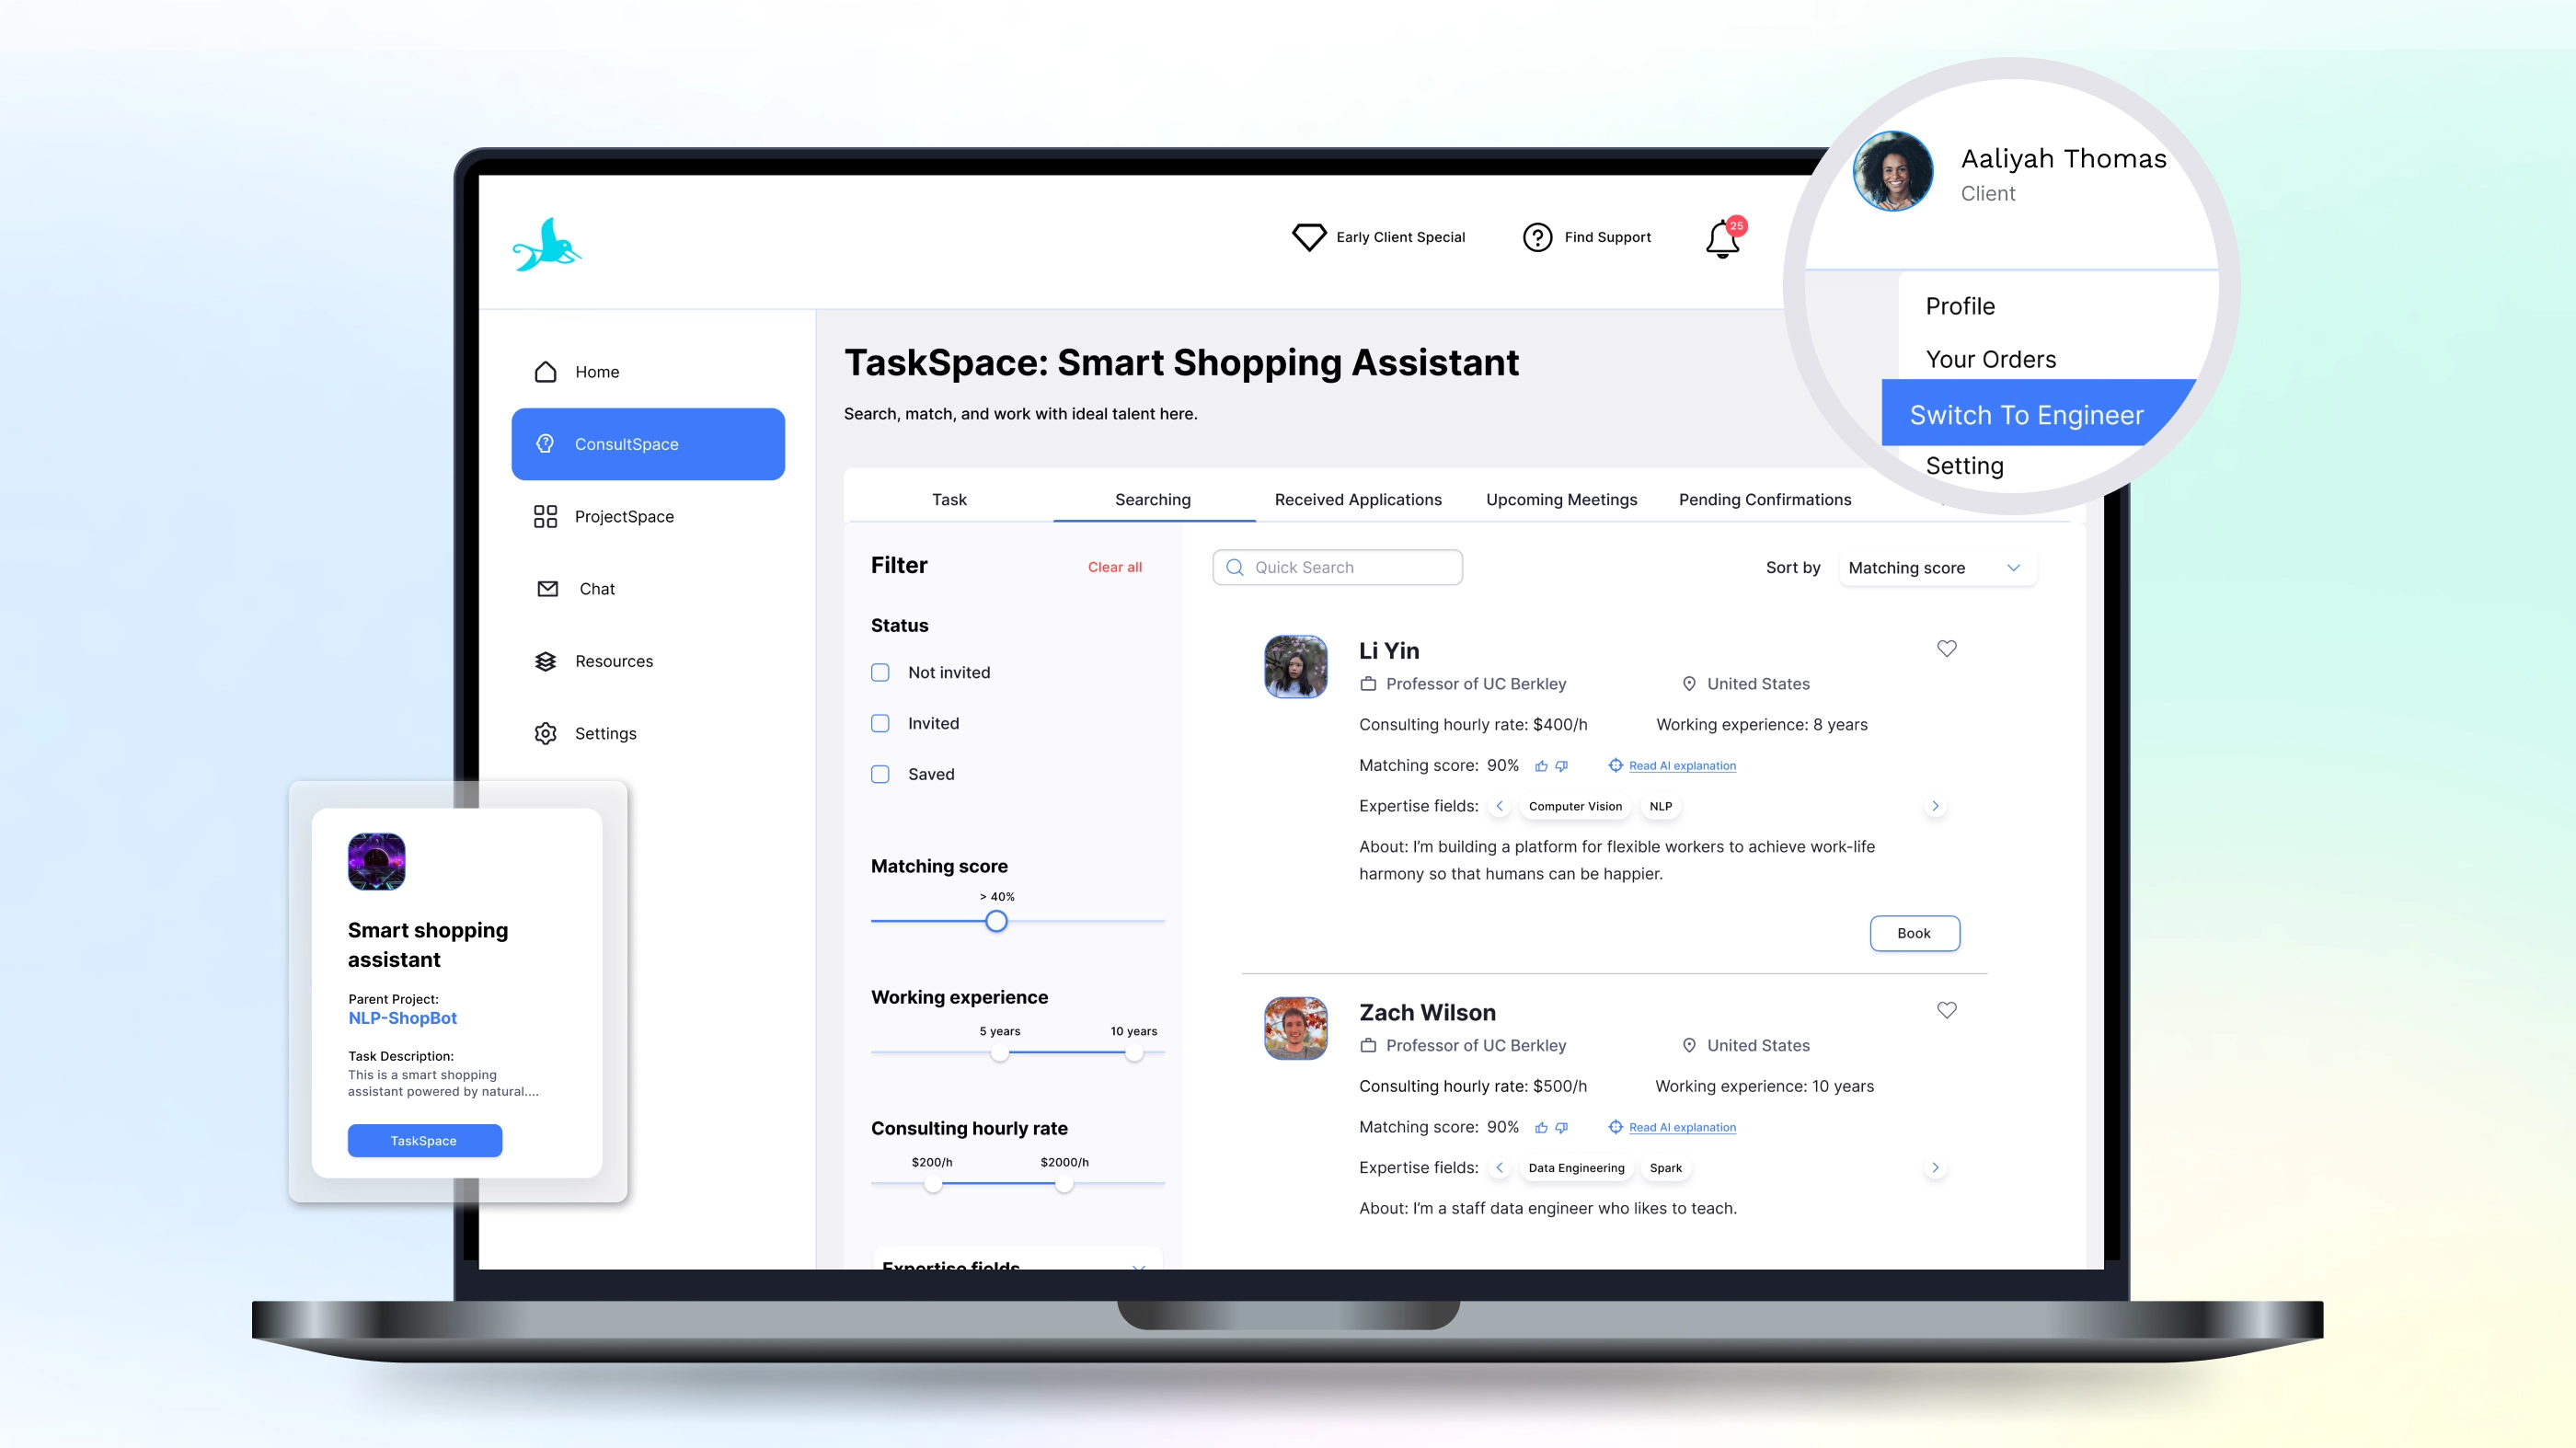 Aaliyah Thomas
Client
Early Client Special
Find Support
25
Profile
Your Orders
Switch To Engineer
Setting
Home
ConsultSpace
ProjectSpace
Chat
Resources
Settings
TaskSpace: Smart Shopping Assistant
Search, match, and work with ideal talent here.
Task
Searching
Received Applications
Upcoming Meetings
Pending Confirmations
Filter
Clear all
Status
Not invited
Invited
Saved
Matching score
> 40%
Working experience
5 years
10 years
Consulting hourly rate
$200/h
$2000/h
Expertise fields
Quick Search
Sort by
Matching score
Li Yin
Professor of UC Berkley
United States
Consulting hourly rate: $400/h
Working experience: 8 years
Matching score: 90%
Read AI explanation
Expertise fields:
Computer Vision
NLP
About: I'm building a platform for flexible workers to achieve work-life
harmony so that humans can be happier.
Book
Zach Wilson
Professor of UC Berkley
United States
Consulting hourly rate: $500/h
Working experience: 10 years
Matching score: 90%
Read AI explanation
Expertise fields:
Data Engineering
Spark
About: I'm a staff data engineer who likes to teach.
Smart shopping
assistant
Parent Project:
NLP-ShopBot
Task Description:
This is a smart shopping
assistant powered by natural....
TaskSpace